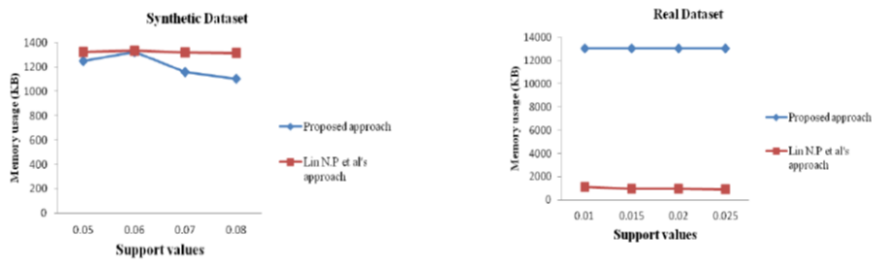 Synthetic Dataset
1400
1200
1000
800
600
400
200
0
Memory usage (KB)
0.05 0.06 0.07 0.08
Support values
Proposed approach
Lin N.P et al's
approach
Real Dataset
14000
12000
10000
8000
6000
4000
2000
0
Memory usage (KB)
0.01 0.015 0.02 0.025
Support values
Proposed approach
Lin N.P et al's
approach